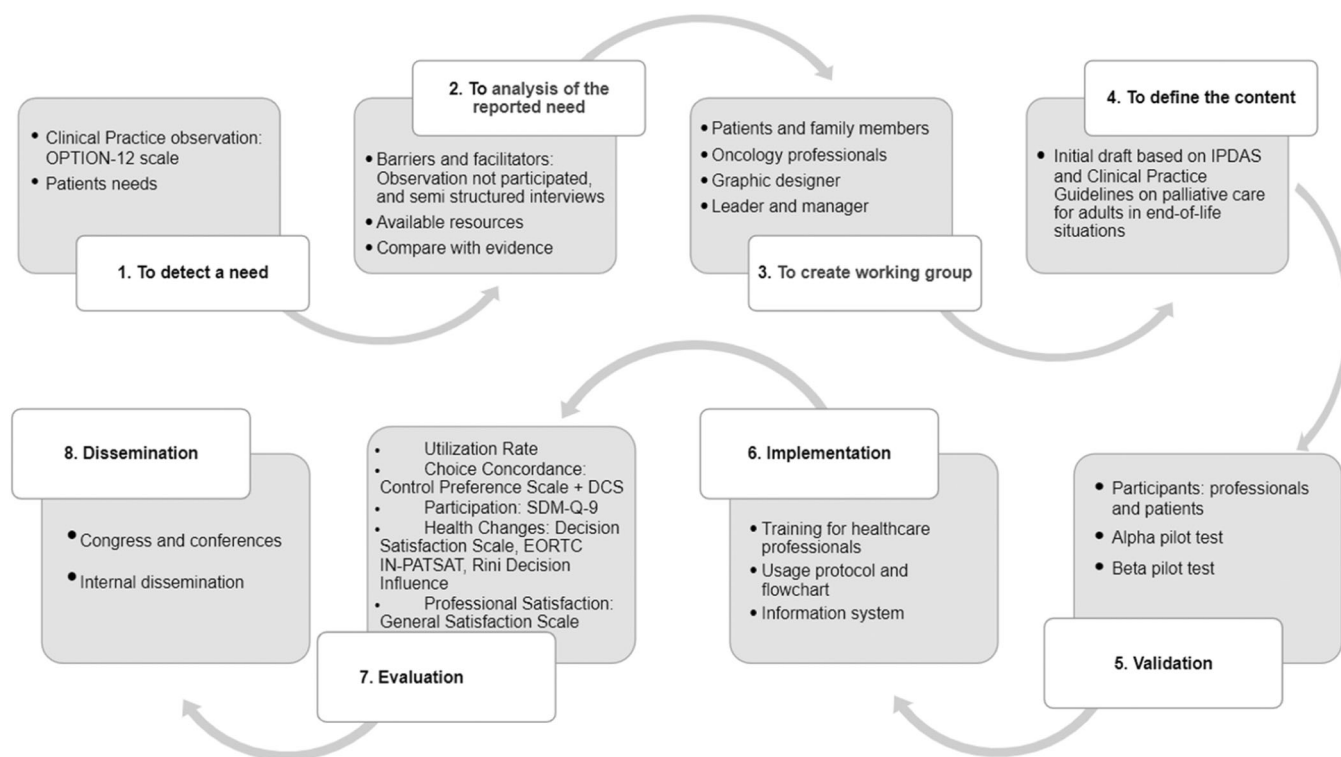 • Clinical Practice observation:
OPTION-12 scale
• Patients needs
1. To detect a need
2. To analysis of the
reported need
• Barriers and facilitators:
Observation not participated,
and semi structured interviews
• Available resources
• Compare with evidence
• Patients and family members
• Oncology professionals
• Graphic designer
• Leader and manager
3. To create working group
4. To define the content
• Initial draft based on IPDAS
and Clinical Practice
Guidelines on palliative care
for adults in end-of-life
situations
• Participants: professionals
and patients
• Alpha pilot test
• Beta pilot test
5. Validation
6. Implementation
• Training for healthcare
professionals
• Usage protocol and
flowchart
• Information system
• Utilization Rate
• Choice Concordance:
Control Preference Scale + DCS
• Participation: SDM-Q-9
• Health Changes: Decision
Satisfaction Scale, EORTC
IN-PATSAT, Rini Decision
Influence
• Professional Satisfaction:
General Satisfaction Scale
7. Evaluation
8. Dissemination
• Congress and conferences
• Internal dissemination